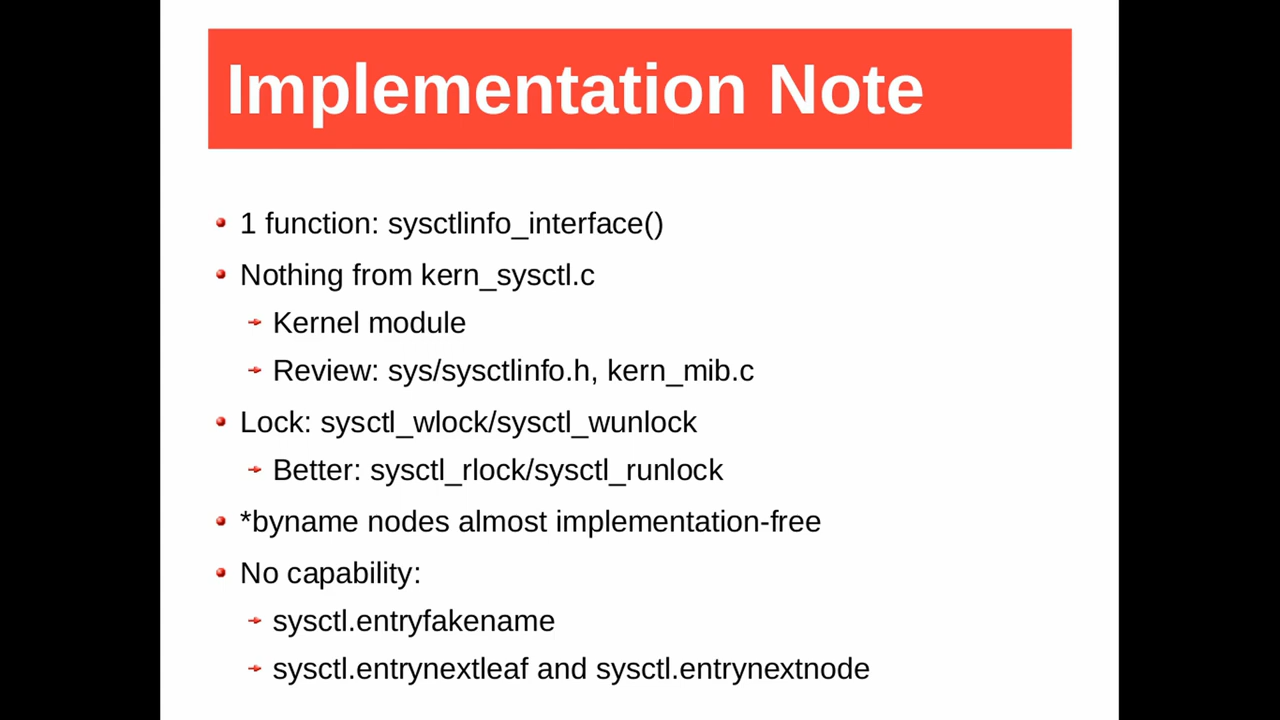 Implementation Note
1 function: sysctlinfo_interface()
Nothing from kern_sysctl.c
Kernel module
Review: sys/sysctlinfo.h, kern_mib.c
Lock: sysctl_wlock/sysctl_wunlock
Better: sysctl_rlock/sysctl_runlock
*byname nodes almost implementation-free
No capability:
sysctl.entryfakename
sysctl.entrynextleaf and sysctl.entrynextnode